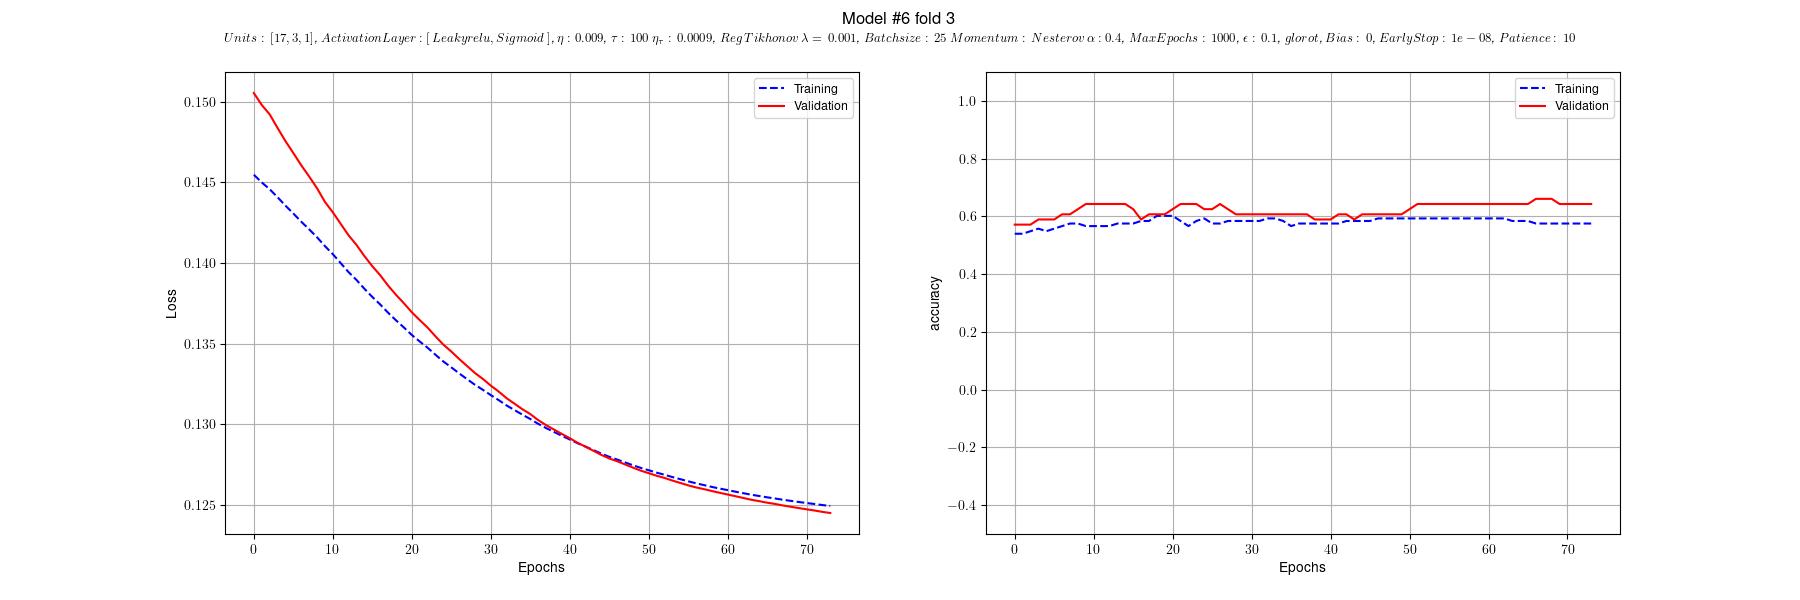 Model #6 fold 3
Units : [17, 3, 1], ActivationLayer : [ Leakyrelu, Sigmoid ], η : 0.009, τ : 100 ητ : 0.0009, RegTikhonov λ = 0.001, Batchsize : 25 Momentum : Nesterov α : 0.4, MaxEpochs : 1000, ϵ : 0.1, glorot, Bias : 0, EarlyStop : 1e − 08, Patience : 10
Training
Validation
0.150
0.145
0.140
0.135
0.130
0.125
Loss
0 10 20 30 40 50 60 70
Epochs
Training
Validation
1.0
0.8
0.6
0.4
0.2
0.0
−0.2
−0.4
accuracy
0 10 20 30 40 50 60 70
Epochs